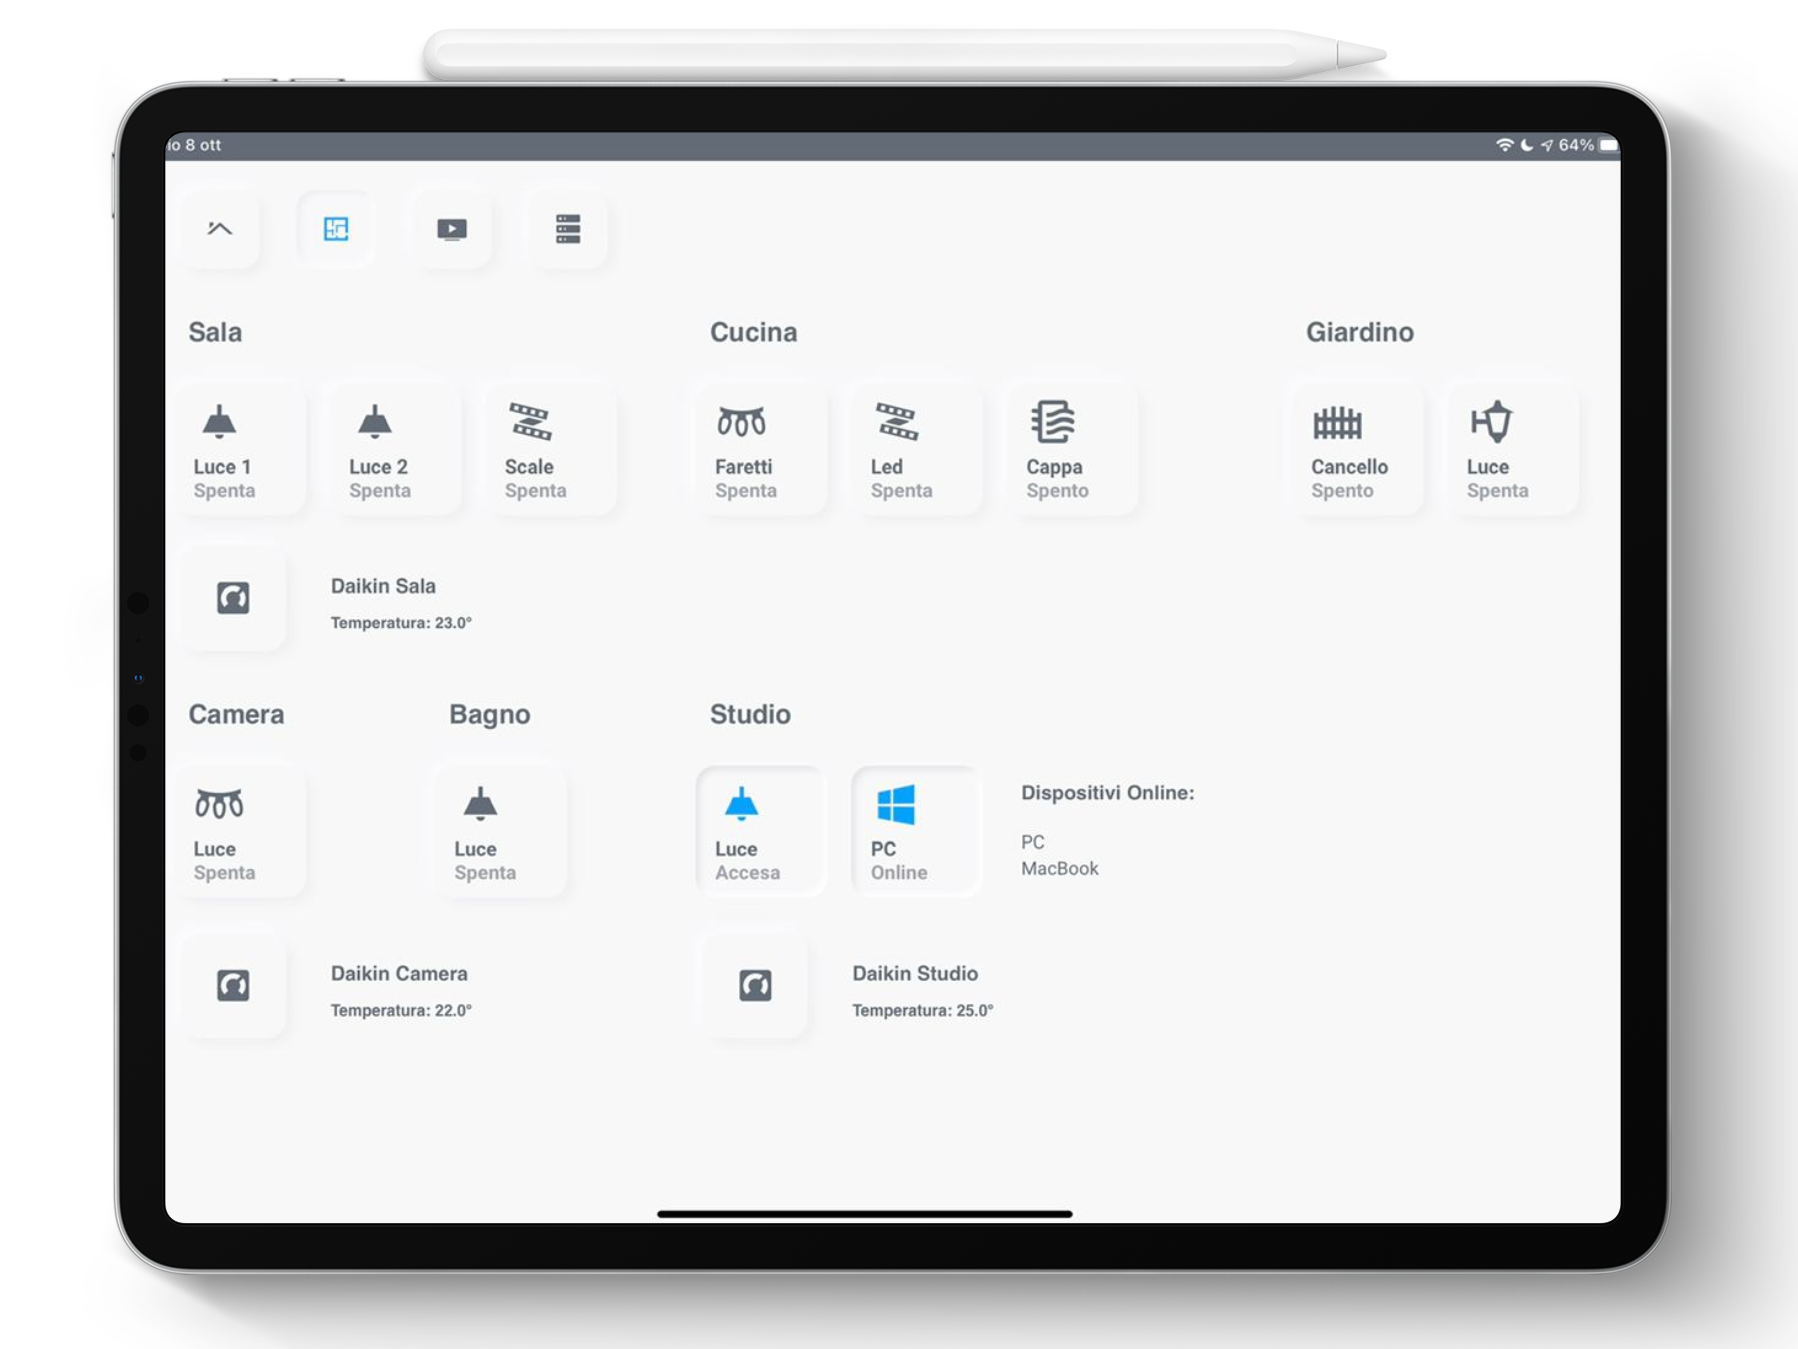 8 ott
64%
Sala
Cucina
Giardino
Luce 1
Spenta
Luce 2
Spenta
Scale
Spenta
Faretti
Spenta
Led
Spenta
Cappa
Spento
Cancello
Spento
Luce
Spenta
Daikin Sala
Temperatura: 23.0°
Camera
Bagno
Studio
Luce
Spenta
Luce
Spenta
Luce
Accesa
PC
Online
Dispositivi Online:
PC
MacBook
Daikin Camera
Temperatura: 22.0°
Daikin Studio
Temperatura: 25.0°